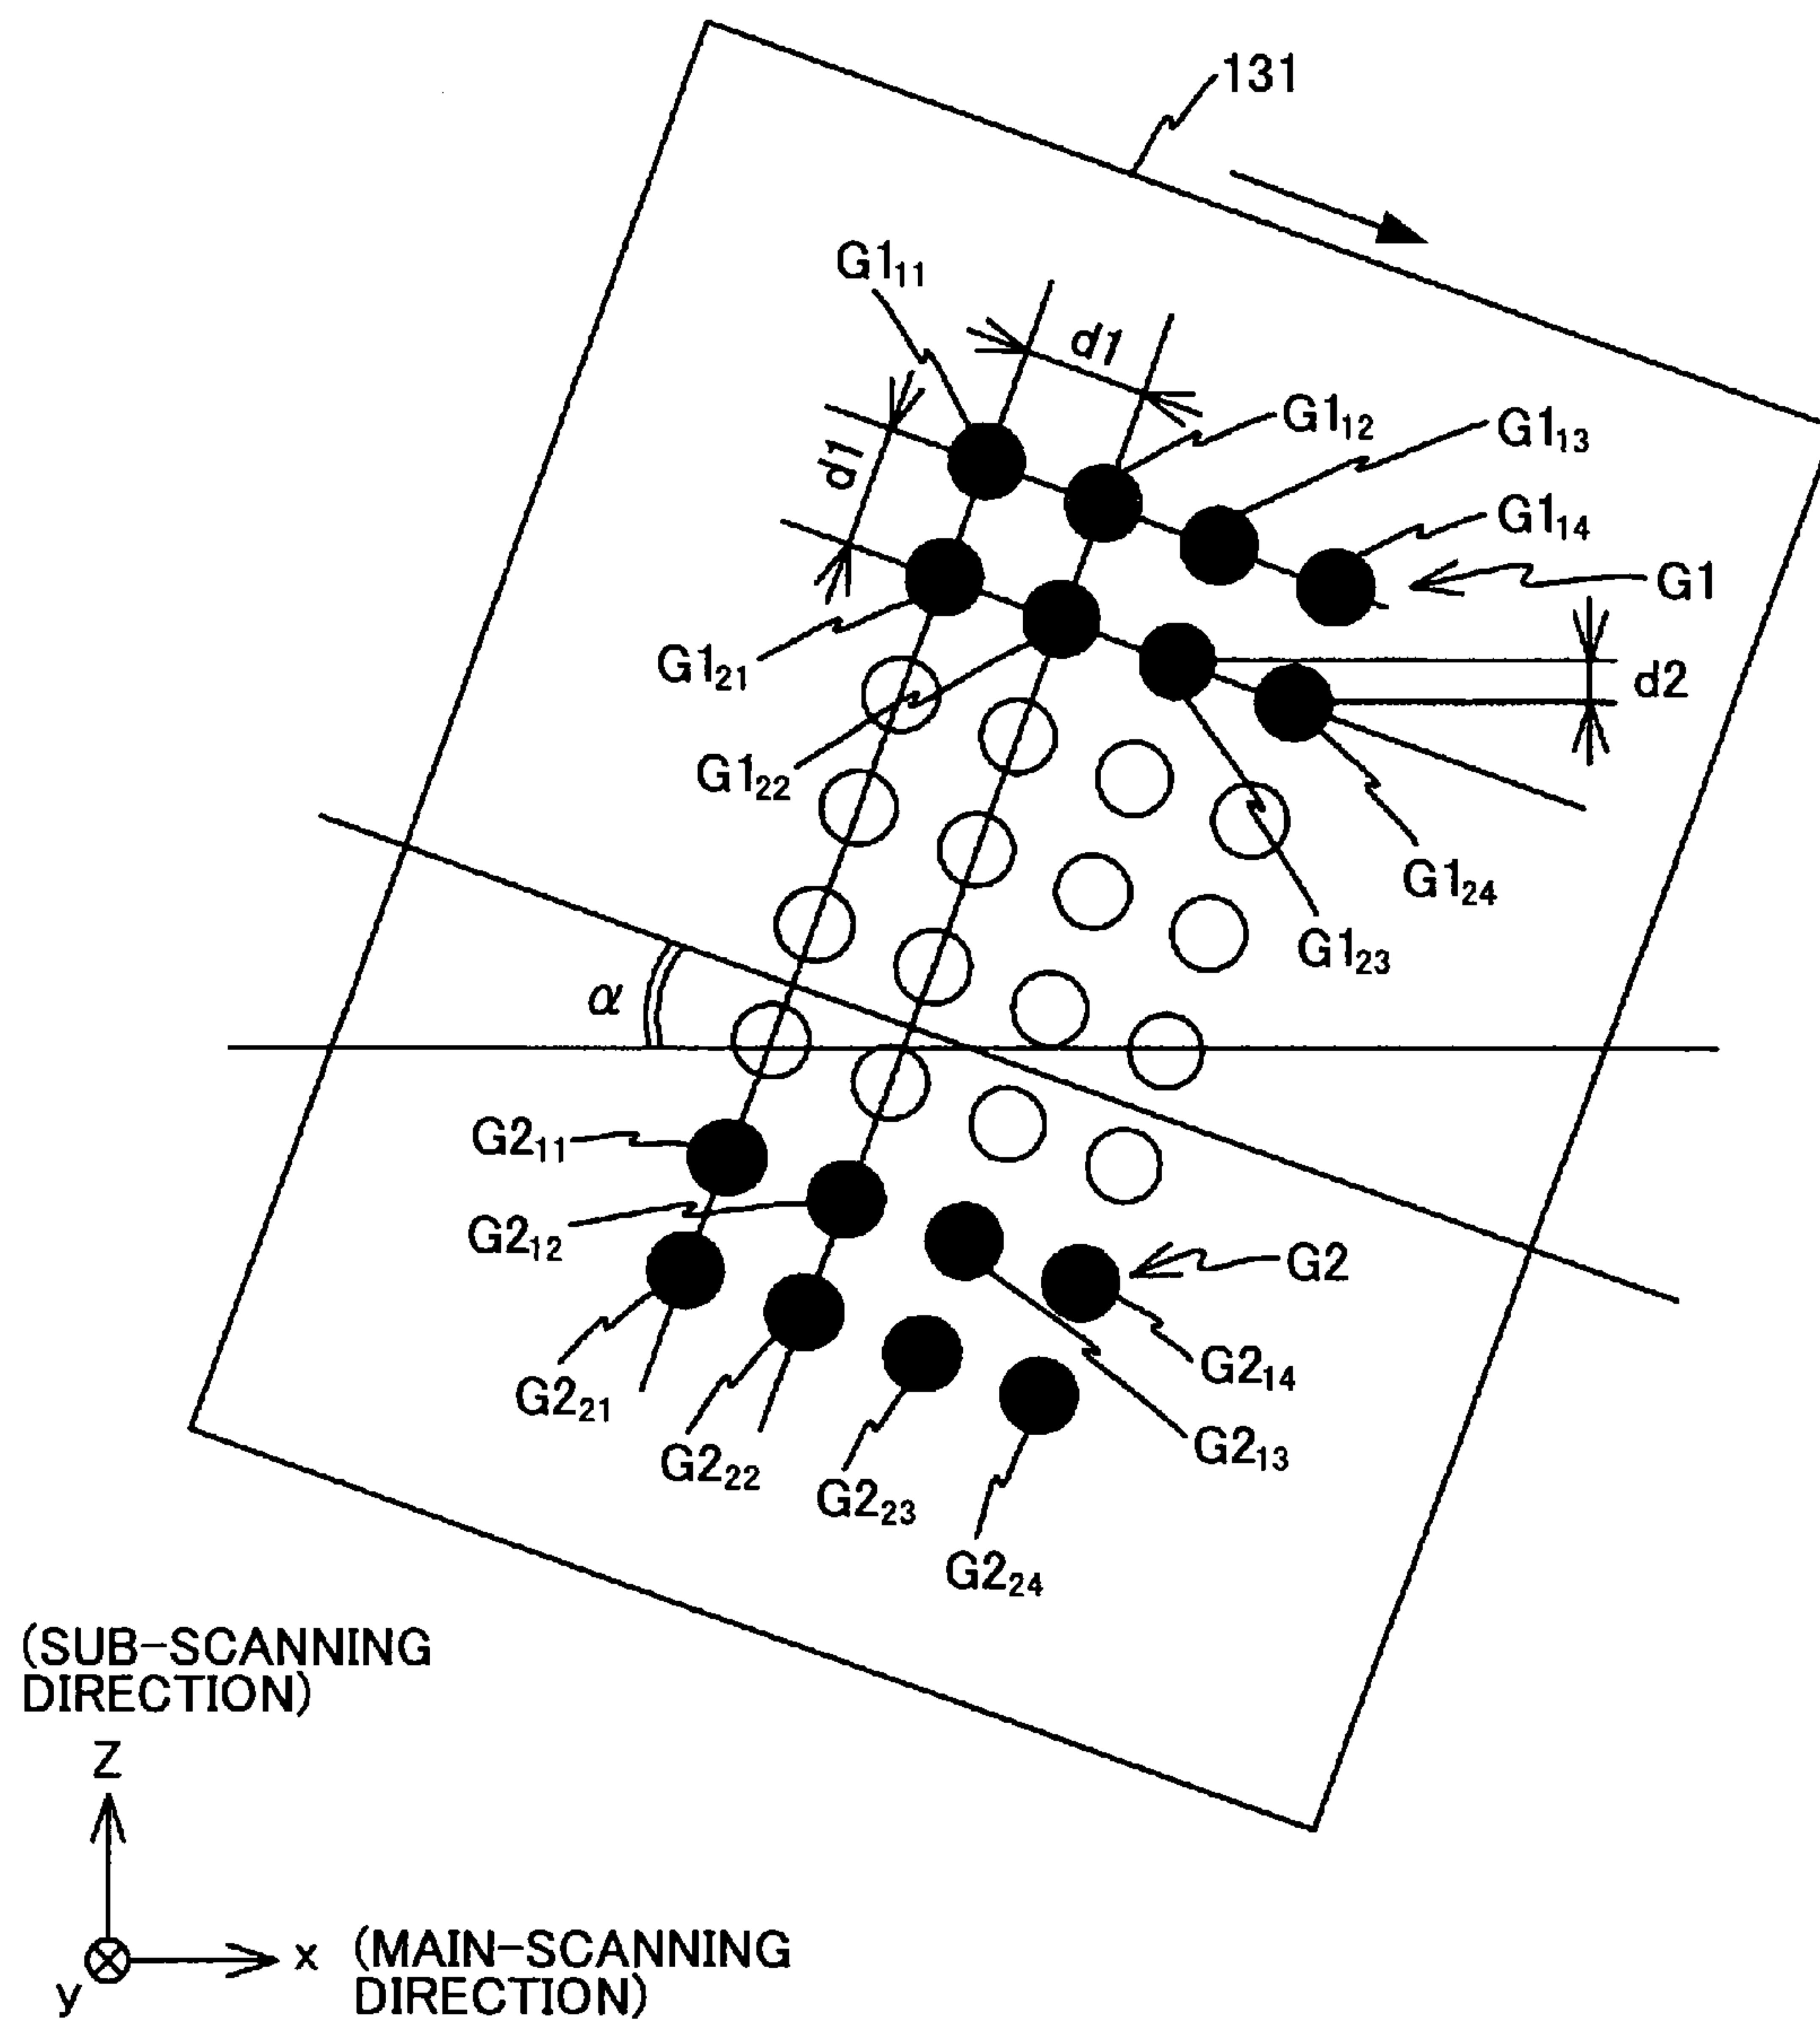 131
G1₁₁
d1
G1₁₂
G1₁₃
d1
G1₁₄
G1
G1₂₁
d2
G1₂₂
G1₂₄
G1₂₃
α
G2₁₁
G2₁₂
G2
G2₁₄
G2₂₁
G2₁₃
G2₂₂
G2₂₃
G2₂₄
(SUB-SCANNING
DIRECTION)
Z
x (MAIN-SCANNING
DIRECTION)
y